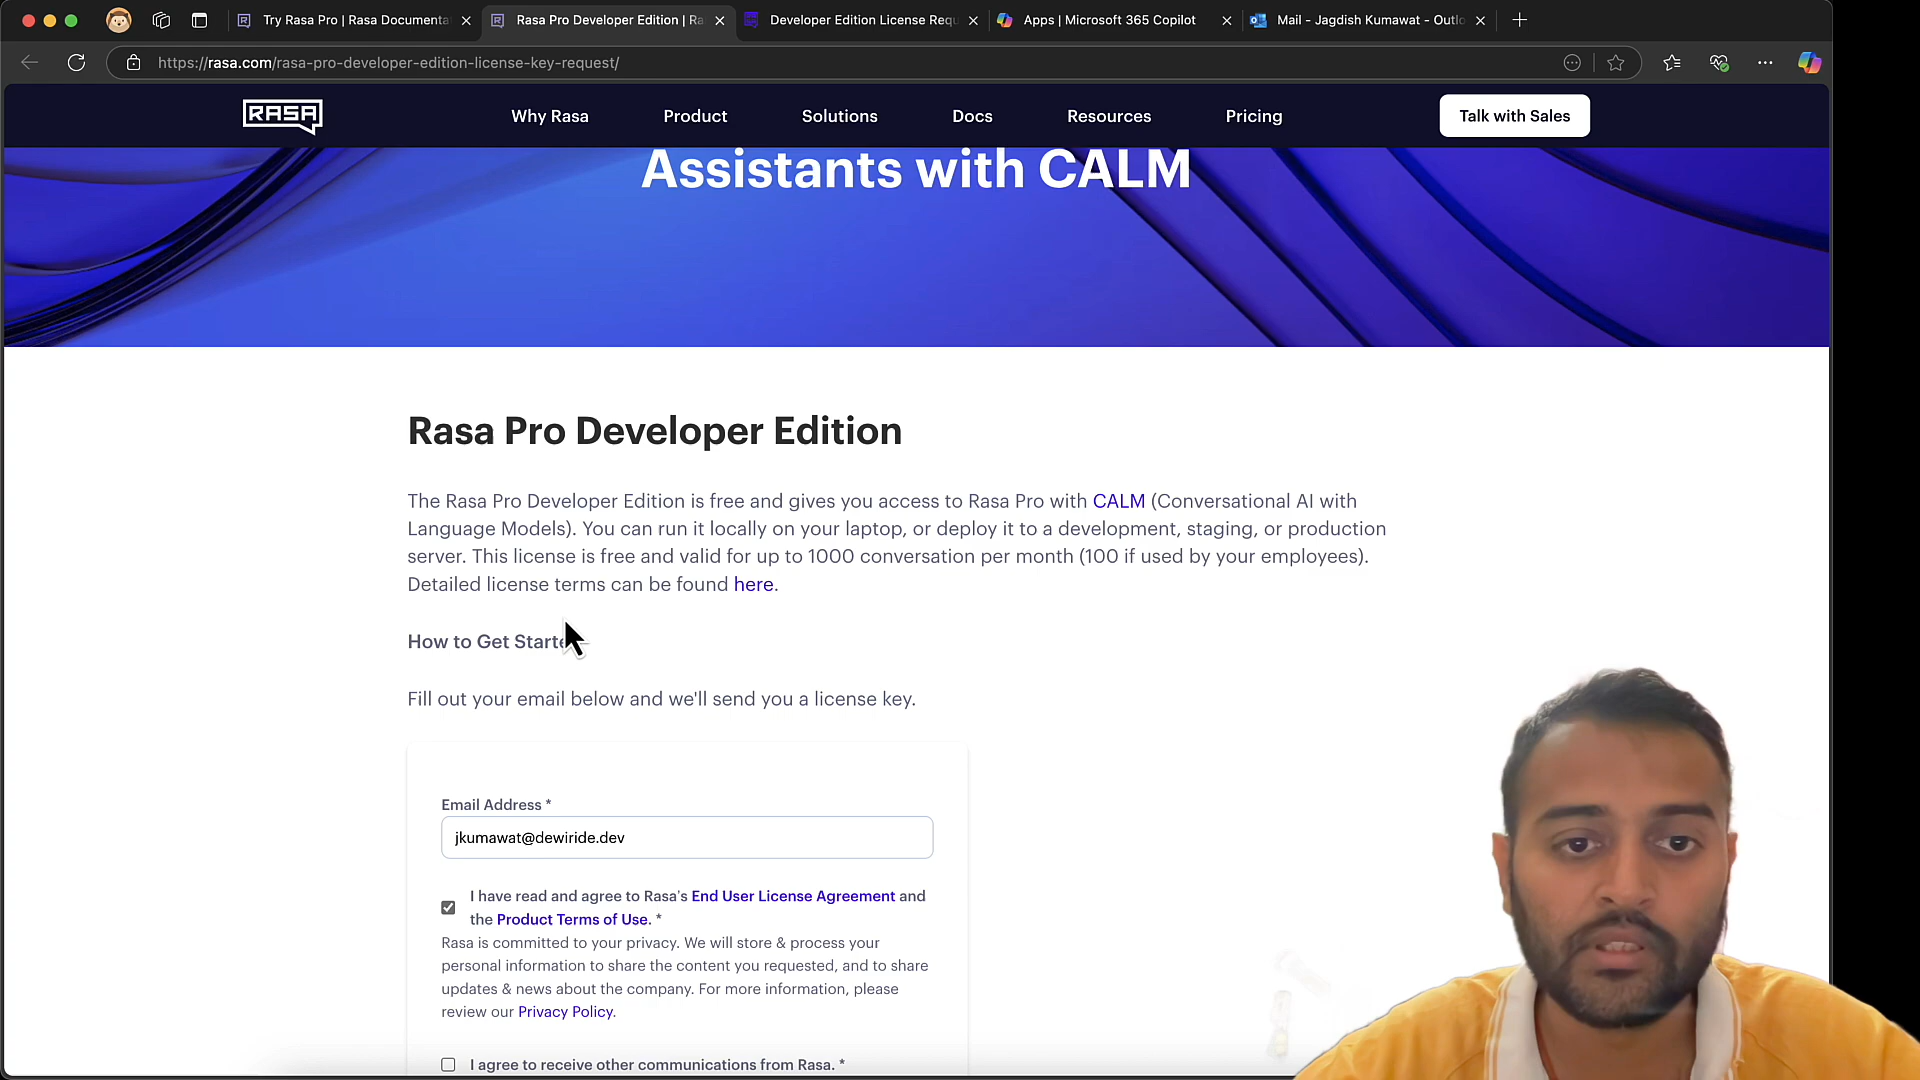 Try Rasa Pro | Rasa Documenta
Rasa Pro Developer Edition | Ra
Developer Edition License Requ
Apps | Microsoft 365 Copilot
Mail - Jagdish Kumawat - Outlo
https://rasa.com/rasa-pro-developer-edition-license-key-request/
RASA
Why Rasa
Product
Solutions
Docs
Resources
Pricing
Talk with Sales
Assistants with CALM
Rasa Pro Developer Edition
The Rasa Pro Developer Edition is free and gives you access to Rasa Pro with CALM (Conversational AI with
Language Models). You can run it locally on your laptop, or deploy it to a development, staging, or production
server. This license is free and valid for up to 1000 conversation per month (100 if used by your employees).
Detailed license terms can be found here.
How to Get Starte
Fill out your email below and we'll send you a license key.
Email Address *
jkumawat@dewiride.dev
I have read and agree to Rasa's End User License Agreement and
the Product Terms of Use. *
Rasa is committed to your privacy. We will store & process your
personal information to share the content you requested, and to share
updates & news about the company. For more information, please
review our Privacy Policy.
I agree to receive other communications from Rasa. *